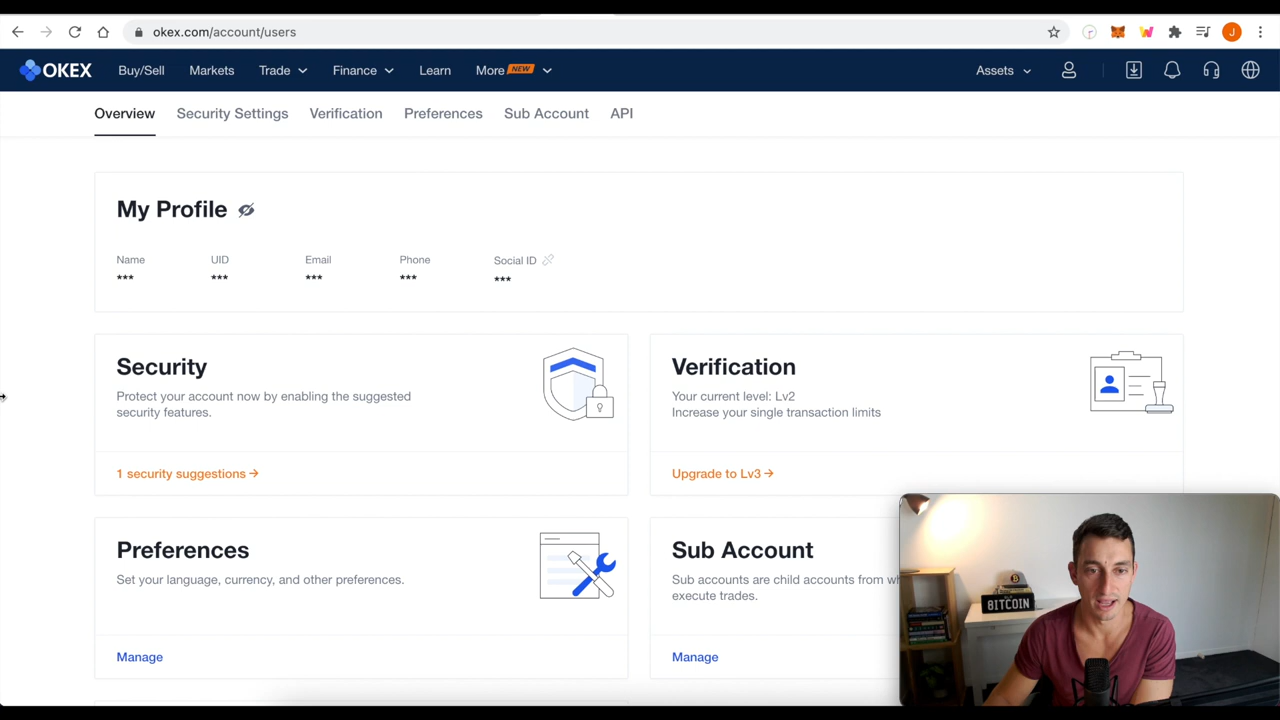 okex.com/account/users
J
OKEX Buy/Sell Markets Trade Finance Learn More NEW Assets
Overview Security Settings Verification Preferences Sub Account API
My Profile
Name UID Email Phone Social ID
*** *** *** *** ***
Security
Protect your account now by enabling the suggested
security features.
1 security suggestions →
Verification
Your current level: Lv2
Increase your single transaction limits
Upgrade to Lv3 →
Preferences
Set your language, currency, and other preferences.
Manage
Sub Account
Sub accounts are child accounts from
execute trades.
Manage
BITCOIN